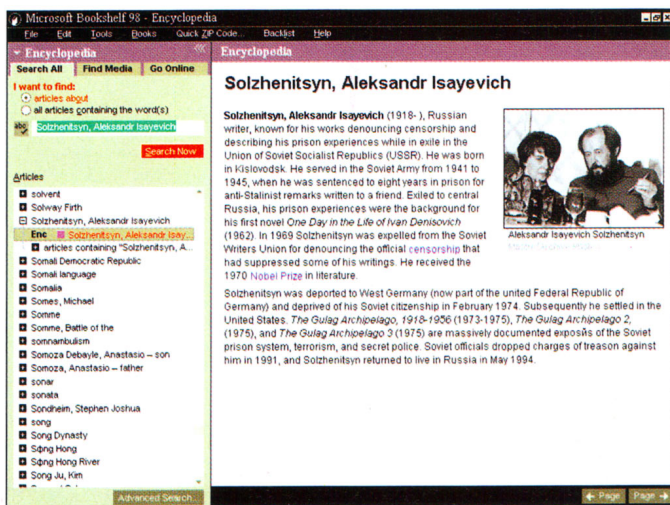 Microsoft Bookshelf 98 - Encyclopedia
File Edit Tools Books Quick ZIP Code... Backlist Help
Encyclopedia
Search All Find Media Go Online
I want to find:
articles about
all articles containing the word(s)
abc
Solzhenitsyn, Aleksandr Isayevich
Search Now
Articles
solvent
Solway Firth
Solzhenitsyn, Aleksandr Isayevich
Enc Solzhenitsyn, Aleksandr Isay...
articles containing "Solzhenitsyn, A...
Somali Democratic Republic
Somali language
Somalia
Somes, Michael
Somme
Somme, Battle of the
somnambulism
Somoza Debayle, Anastasio – son
Somoza, Anastasio – father
sonar
sonata
Sondheim, Stephen Joshua
song
Song Dynasty
Sông Hong
Sông Hong River
Song Ju, Kim
Advanced Search...
Encyclopedia
Solzhenitsyn, Aleksandr Isayevich
Solzhenitsyn, Aleksandr Isayevich (1918- ), Russian
writer, known for his works denouncing censorship and
describing his prison experiences while in exile in the
Union of Soviet Socialist Republics (USSR). He was born
in Kislovodsk. He served in the Soviet Army from 1941 to
1945, when he was sentenced to eight years in prison for
anti-Stalinist remarks written to a friend. Exiled to central
Russia, his prison experiences were the background for
his first novel One Day in the Life of Ivan Denisovich
(1962). In 1969 Solzhenitsyn was expelled from the Soviet
Writers Union for denouncing the official censorship that
had suppressed some of his writings. He received the
1970 Nobel Prize in literature.
Aleksandr Isayevich Solzhenitsyn
Solzhenitsyn was deported to West Germany (now part of the united Federal Republic of
Germany) and deprived of his Soviet citizenship in February 1974. Subsequently he settled in the
United States. The Gulag Archipelago, 1918-1956 (1973-1975), The Gulag Archipelago 2,
(1975), and The Gulag Archipelago 3 (1975) are massively documented exposés of the Soviet
prison system, terrorism, and secret police. Soviet officials dropped charges of treason against
him in 1991, and Solzhenitsyn returned to live in Russia in May 1994.
← Page Page →